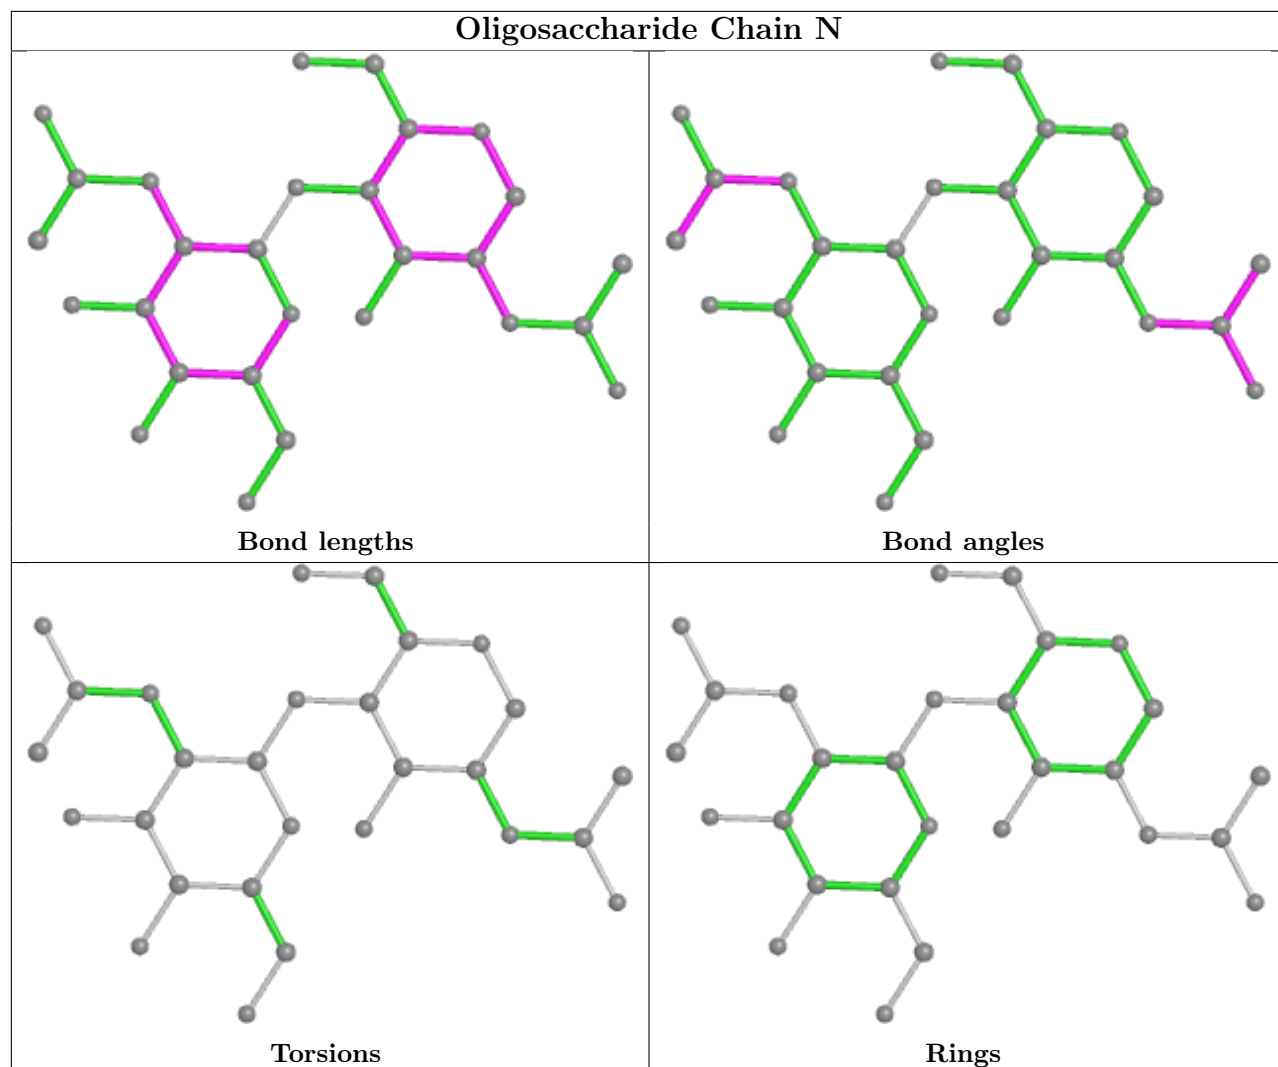 Oligosaccharide Chain N
Bond lengths
Bond angles
Torsions
Rings